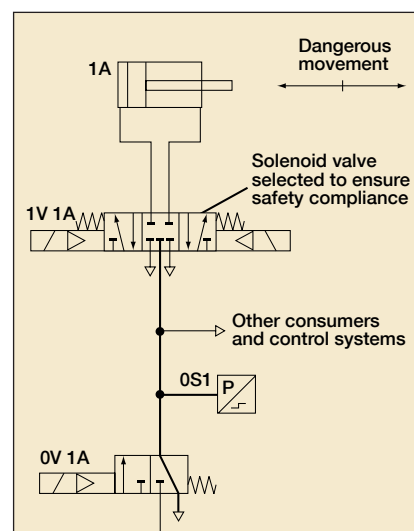 Dangerous
movement
1A
Solenoid valve
selected to ensure
safety compliance
1V 1A
Other consumers
and control systems
0S1
P
0V 1A